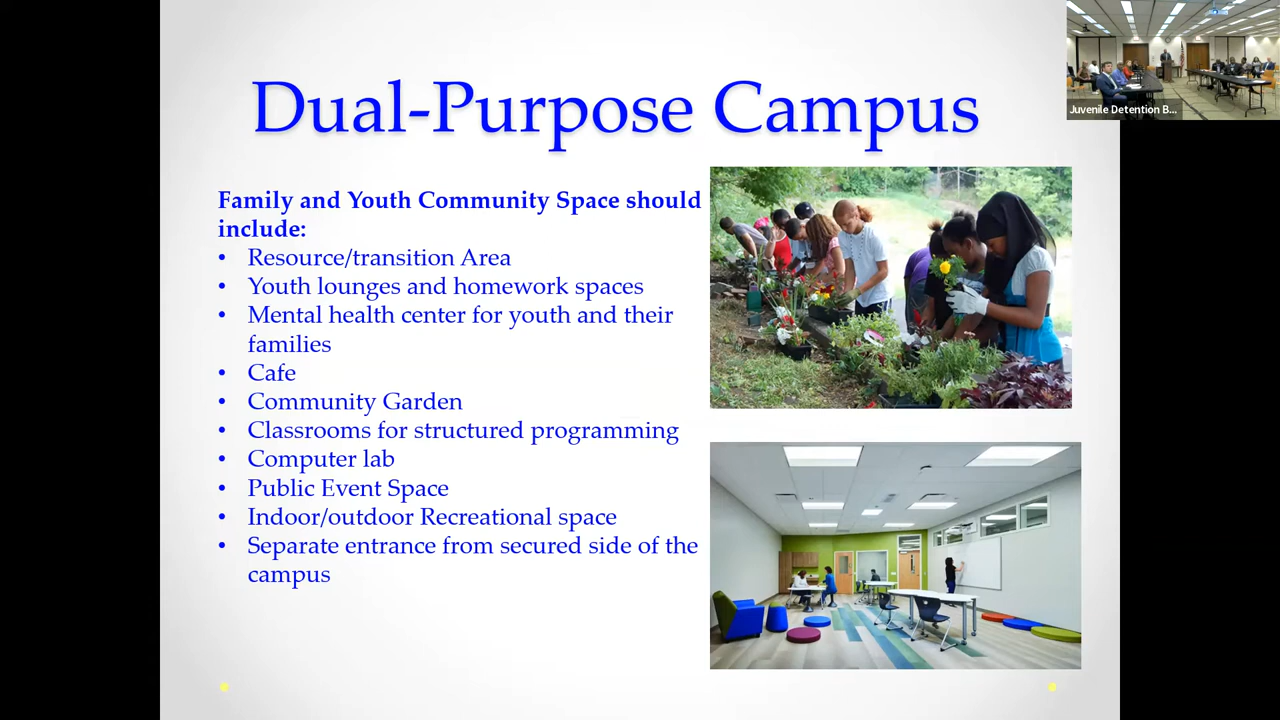 Dual-Purpose Campus
Juvenile Detention B...
Family and Youth Community Space should
include:
• Resource/transition Area
• Youth lounges and homework spaces
• Mental health center for youth and their
families
• Cafe
• Community Garden
• Classrooms for structured programming
• Computer lab
• Public Event Space
• Indoor/outdoor Recreational space
• Separate entrance from secured side of the
campus